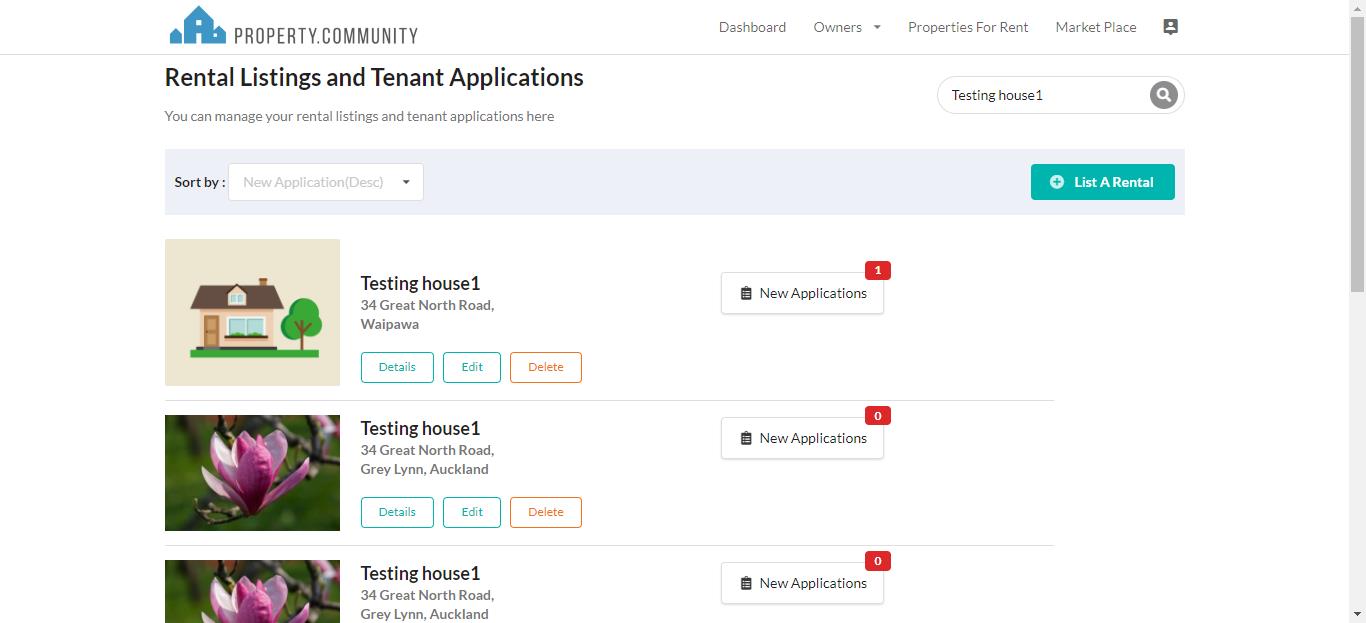 PROPERTY.COMMUNITY
Dashboard
Owners
Properties For Rent
Market Place
Rental Listings and Tenant Applications
Testing house1
You can manage your rental listings and tenant applications here
Sort by :
New Application(Desc)
List A Rental
Testing house1
34 Great North Road,
Waipawa
Details
Edit
Delete
1
New Applications
Testing house1
34 Great North Road,
Grey Lynn, Auckland
Details
Edit
Delete
0
New Applications
Testing house1
34 Great North Road,
Grey Lynn, Auckland
0
New Applications